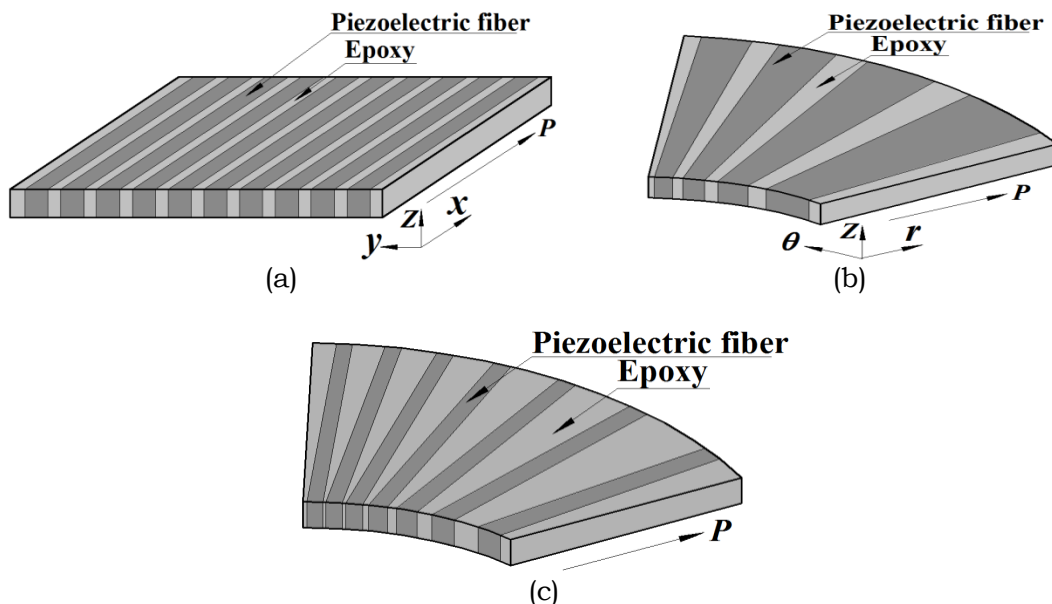 Piezoelectric fiber
Epoxy
P
z
x
y
(a)
Piezoelectric fiber
Epoxy
P
θ
z
r
(b)
Piezoelectric fiber
Epoxy
P
(c)